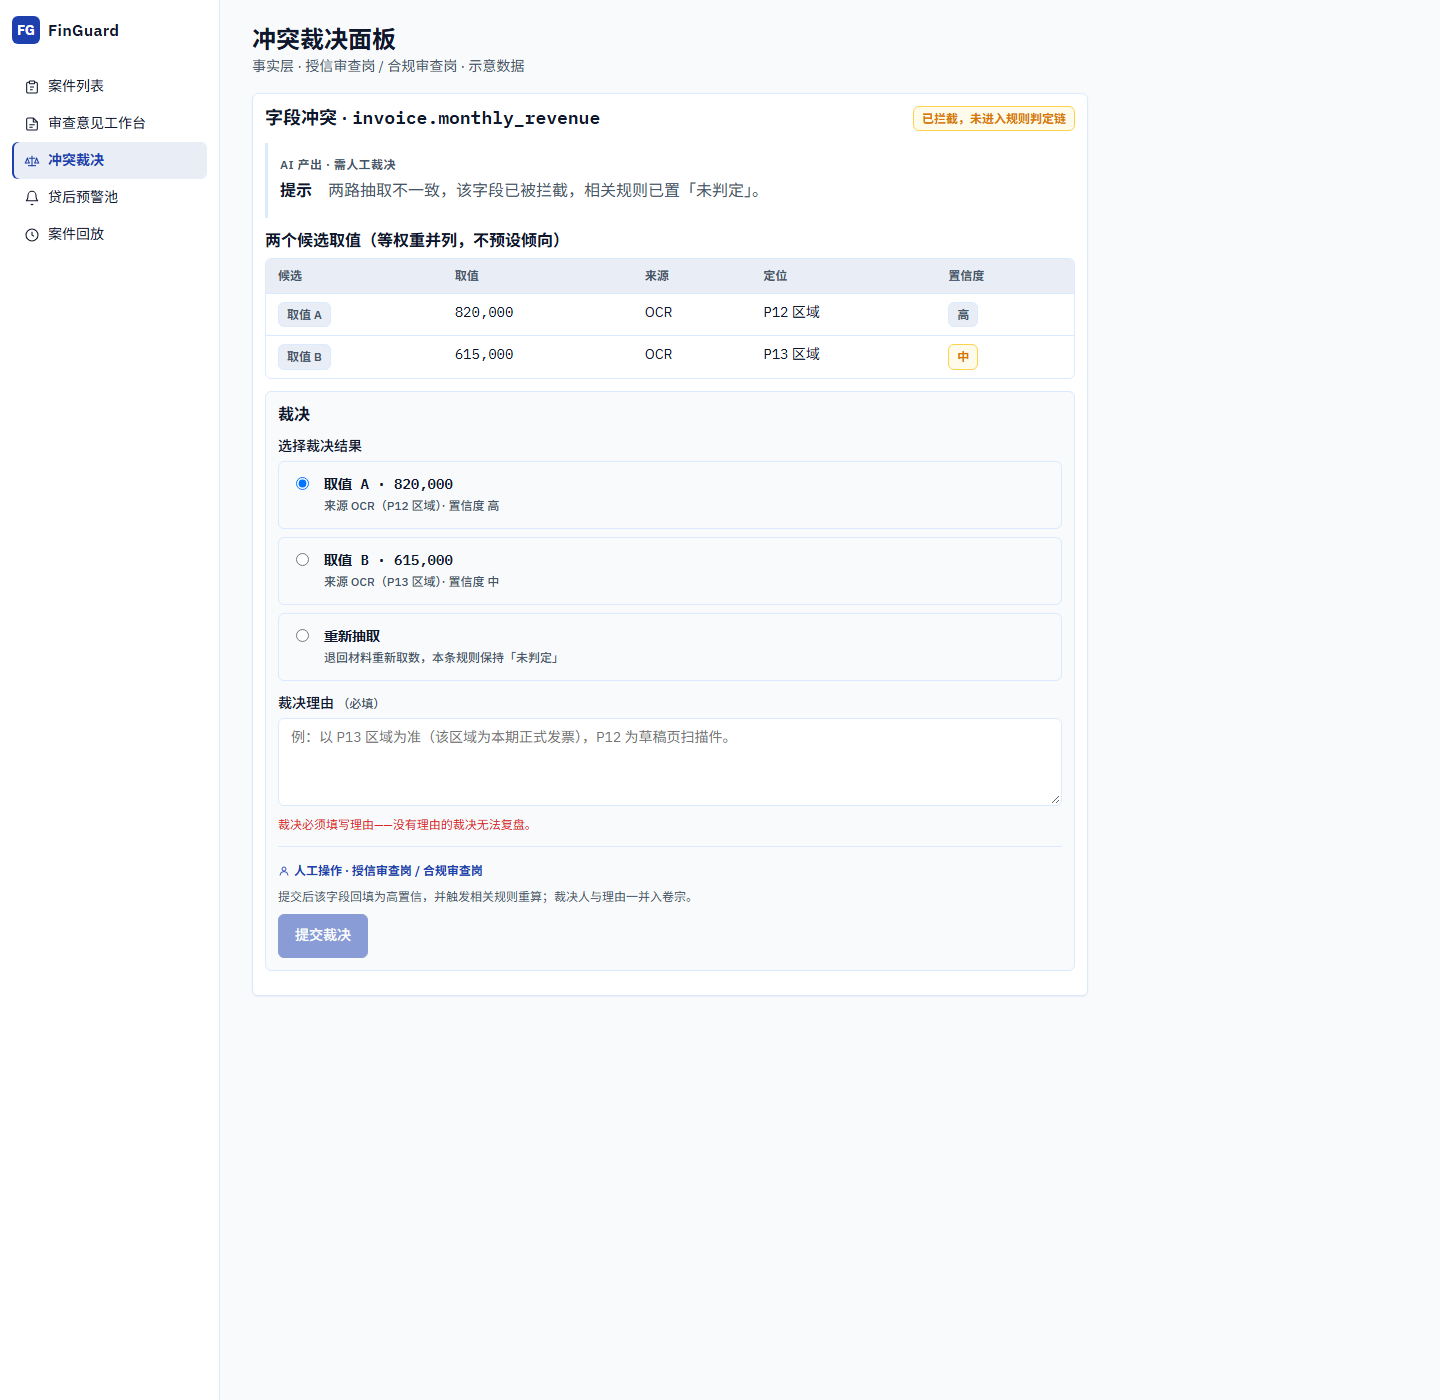 FG FinGuard
案件列表
审查意见工作台
冲突裁决
贷后预警池
案件回放
冲突裁决面板
事实层 · 授信审查岗 / 合规审查岗 · 示意数据
字段冲突 · invoice.monthly_revenue
已拦截，未进入规则判定链
AI 产出 · 需人工裁决
提示 两路抽取不一致，该字段已被拦截，相关规则已置「未判定」。
两个候选取值（等权重并列，不预设倾向）
候选 取值 来源 定位 置信度
取值 A 820,000 OCR P12 区域 高
取值 B 615,000 OCR P13 区域 中
裁决
选择裁决结果
取值 A · 820,000
来源 OCR（P12 区域）· 置信度 高
取值 B · 615,000
来源 OCR（P13 区域）· 置信度 中
重新抽取
退回材料重新取数，本条规则保持「未判定」
裁决理由 （必填）
例：以 P13 区域为准（该区域为本期正式发票），P12 为草稿页扫描件。
裁决必须填写理由——没有理由的裁决无法复盘。
人工操作 · 授信审查岗 / 合规审查岗
提交后该字段回填为高置信，并触发相关规则重算；裁决人与理由一并入卷宗。
提交裁决